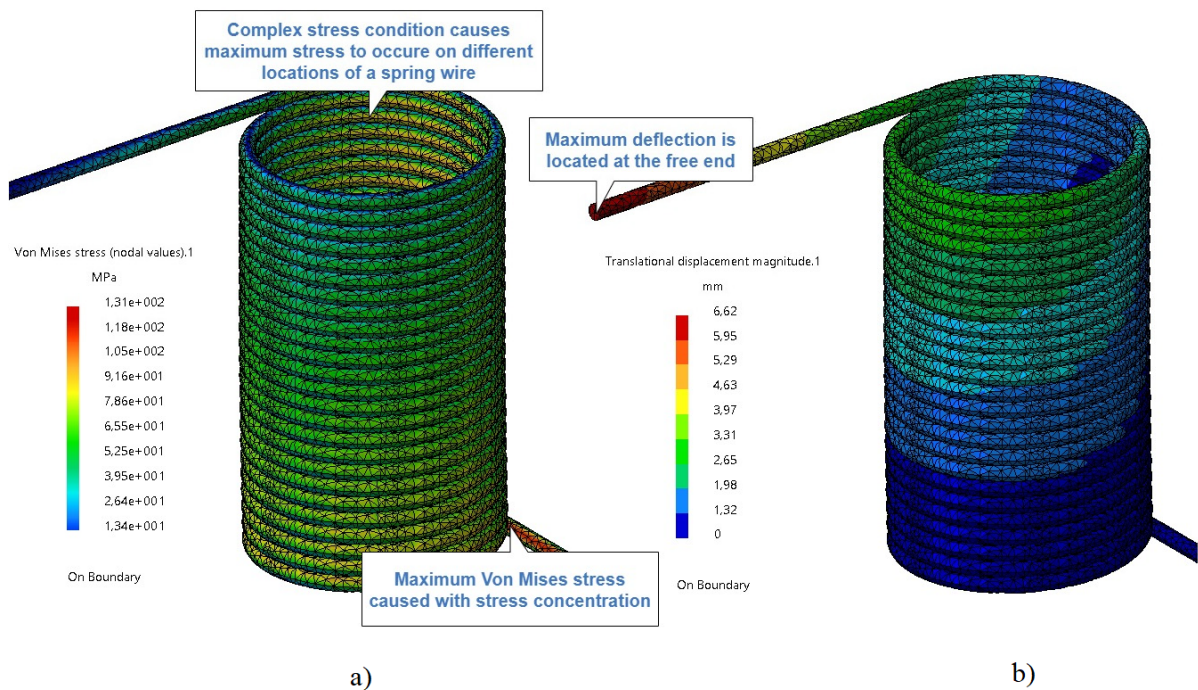 Complex stress condition causes
maximum stress to occure on different
locations of a spring wire
Von Mises stress (nodal values).1
MPa
1,31e+002
1,18e+002
1,05e+002
9,16e+001
7,86e+001
6,55e+001
5,25e+001
3,95e+001
2,64e+001
1,34e+001
On Boundary
Maximum Von Mises stress
caused with stress concentration
a)
Maximum deflection is
located at the free end
Translational displacement magnitude.1
mm
6,62
5,95
5,29
4,63
3,97
3,31
2,65
1,98
1,32
0
On Boundary
b)